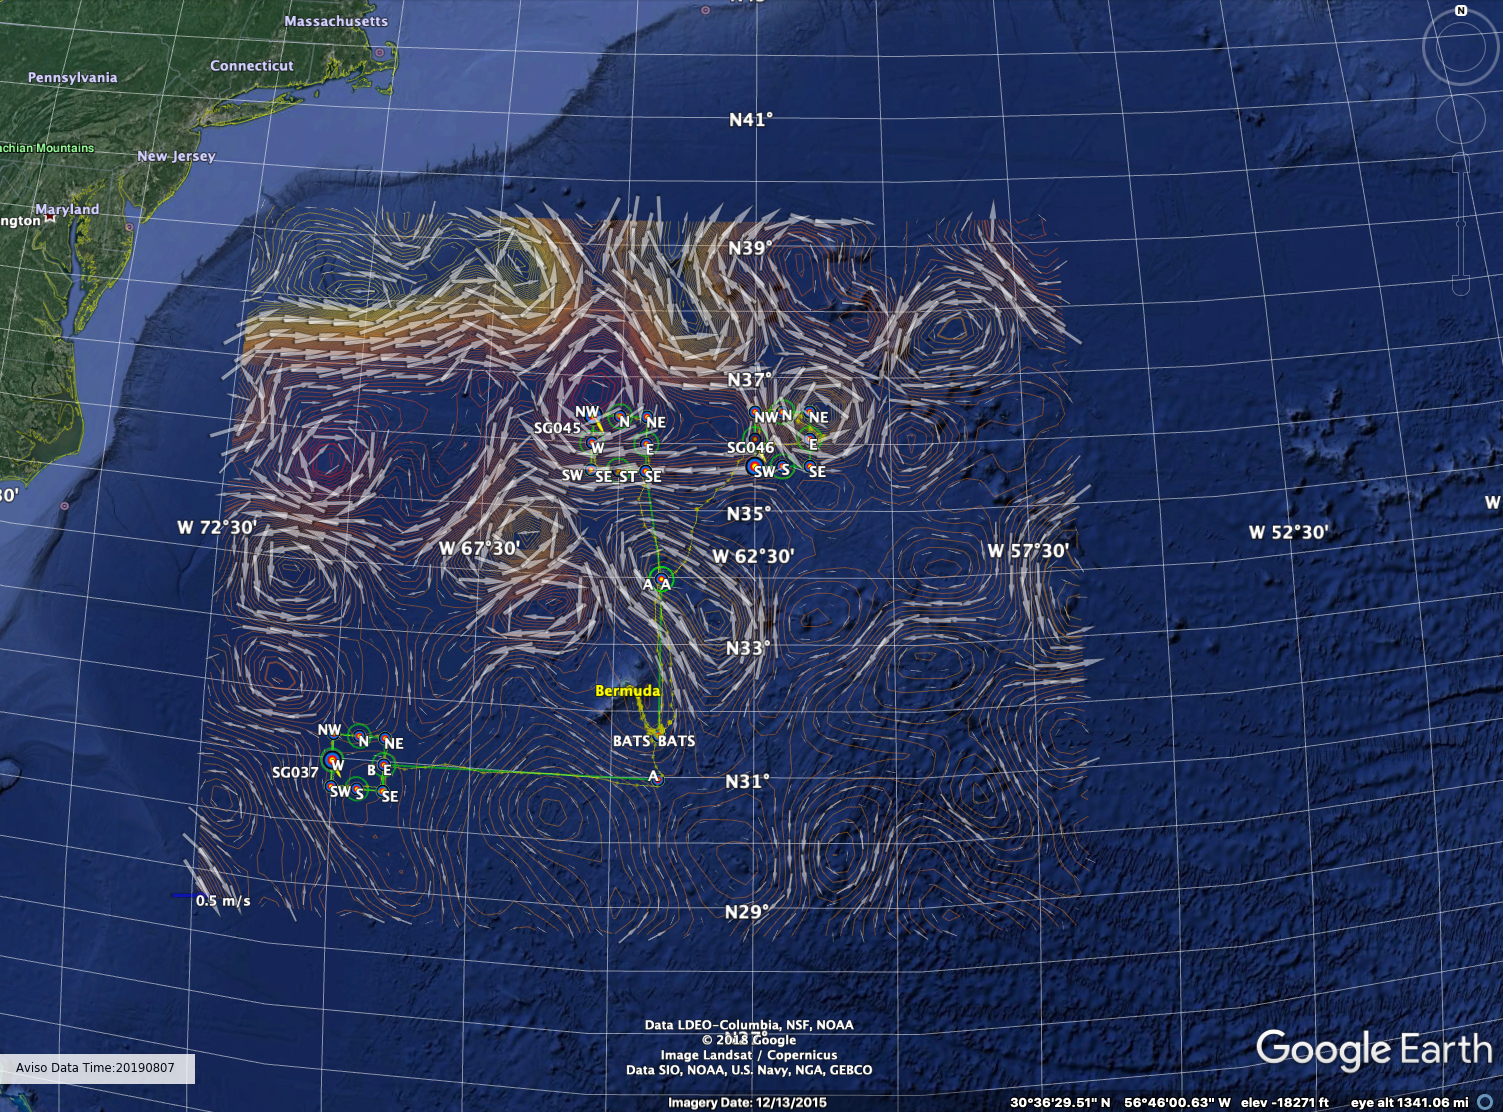 Massachusetts
Connecticut
Pennsylvania
N
N41°
achian Mountains
New Jersey
Maryland
ngton
N39°
N37°
NW
N
NE
SG045
W
E
SW
SE
ST
SE
NW
N
NE
SG046
E
SW
S
SE
30'
N35°
W
W 72°30'
W 67°30'
W 62°30'
W 57°30'
W 52°30'
A
A
N33°
Bermuda
BATS
BATS
NW
N
NE
SG037
W
B
E
SW
S
SE
A
N31°
0.5 m/s
N29°
Data LDEO-Columbia, NSF, NOAA
© 2018 Google
Image Landsat / Copernicus
Data SIO, NOAA, U.S. Navy, NGA, GEBCO
Google Earth
Aviso Data Time:20190807
Imagery Date: 12/13/2015
30°36'29.51" N 56°46'00.63" W elev -18271 ft eye alt 1341.06 mi